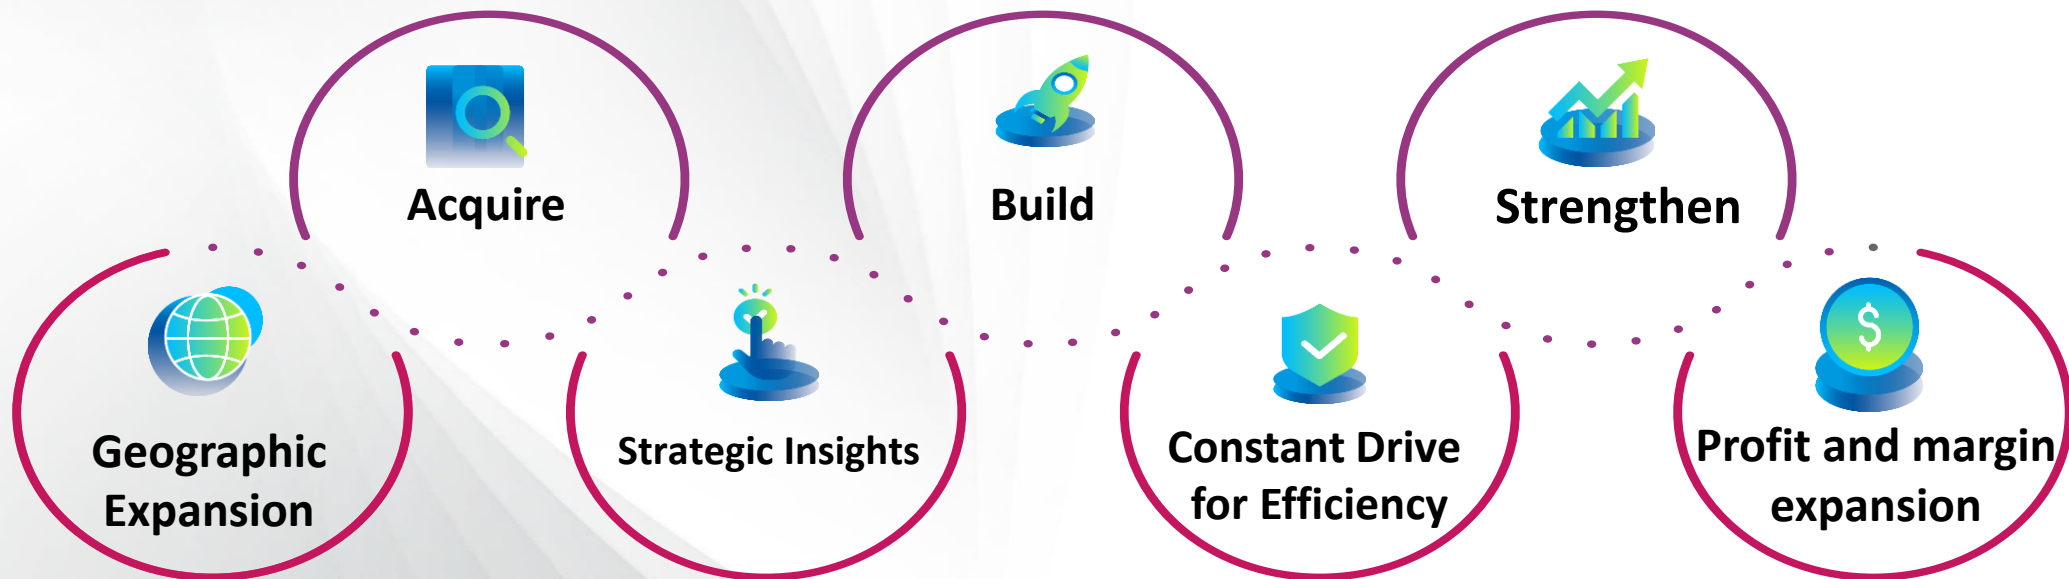 Acquire
Build
Strengthen
Geographic
Expansion
Strategic Insights
Constant Drive
for Efficiency
$
Profit and margin
expansion